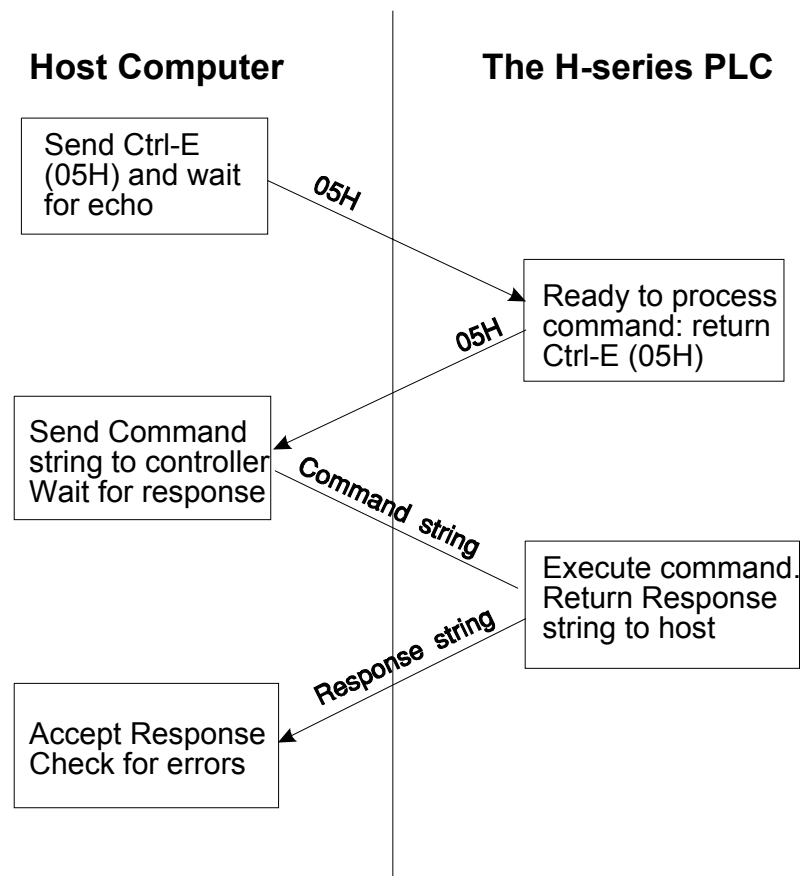 Host Computer
The H-series PLC
Send Ctrl-E
(05H) and wait
for echo
05H
Ready to process
command: return
Ctrl-E (05H)
05H
Send Command
string to controller
Wait for response
Command string
Execute command.
Return Response
string to host
Response string
Accept Response
Check for errors